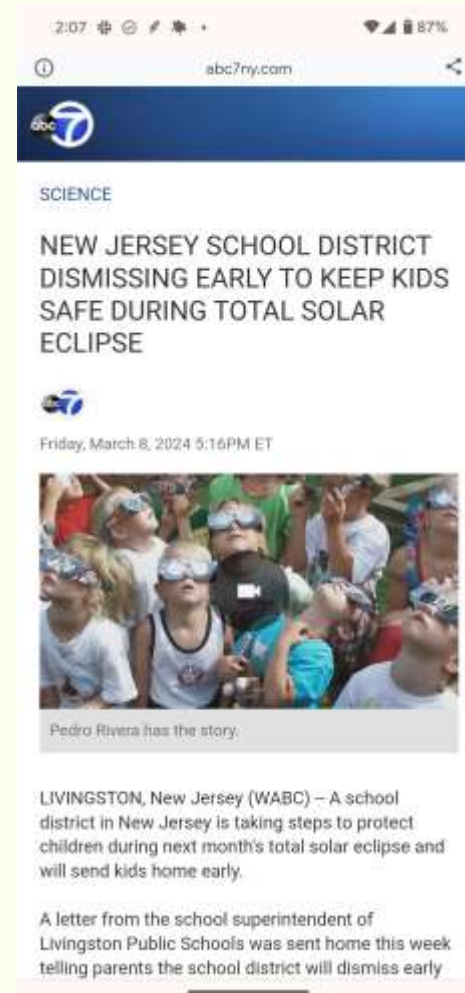 2:07
87%
abc7ny.com
abc 7
SCIENCE
NEW JERSEY SCHOOL DISTRICT
DISMISSING EARLY TO KEEP KIDS
SAFE DURING TOTAL SOLAR
ECLIPSE
abc 7
Friday, March 8, 2024 5:16PM ET
Pedro Rivera has the story.
LIVINGSTON, New Jersey (WABC) -- A school
district in New Jersey is taking steps to protect
children during next month's total solar eclipse and
will send kids home early.
A letter from the school superintendent of
Livingston Public Schools was sent home this week
telling parents the school district will dismiss early